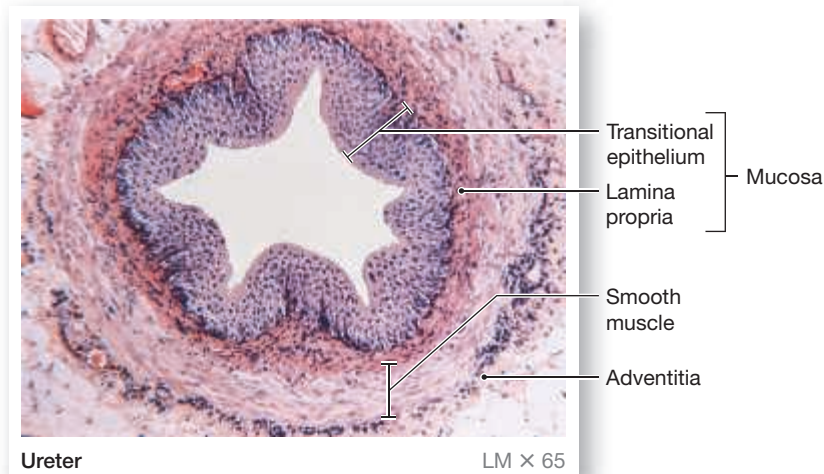 Transitional
epithelium
Mucosa
Lamina
propria
Smooth
muscle
Adventitia
Ureter
LM × 65